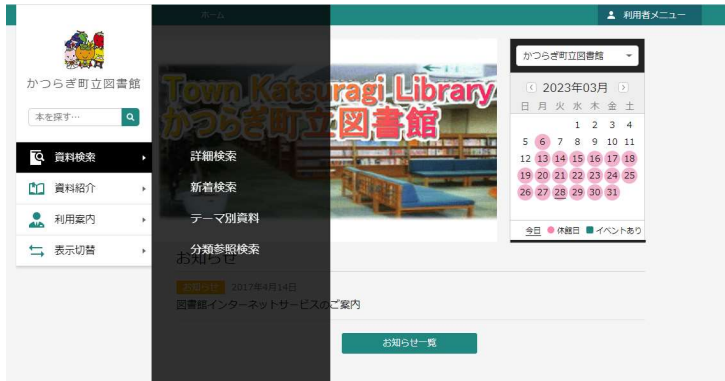 ホーム
利用者メニュー
かつらぎ町立図書館
本を探す…
資料検索
資料紹介
利用案内
表示切替
詳細検索
新着検索
テーマ別資料
分類参照検索
Town Katsuragi Library
かつらぎ町立図書館
かつらぎ町立図書館
2023年03月
日 月 火 水 木 金 土
1 2 3 4
5 6 7 8 9 10 11
12 13 14 15 16 17 18
19 20 21 22 23 24 25
26 27 28 29 30 31
今日 休館日 イベントあり
お知らせ
お知らせ 2017年4月14日
図書館インターネットサービスのご案内
お知らせ一覧